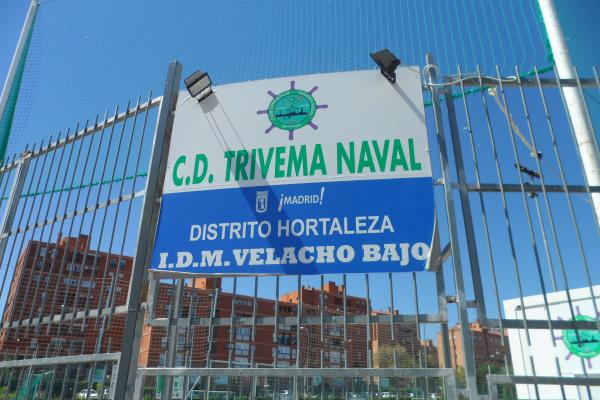 C.D. TRIVEMA NAVAL
¡MADRID!
DISTRITO HORTALEZA
I.D.M. VELACHO BAJO